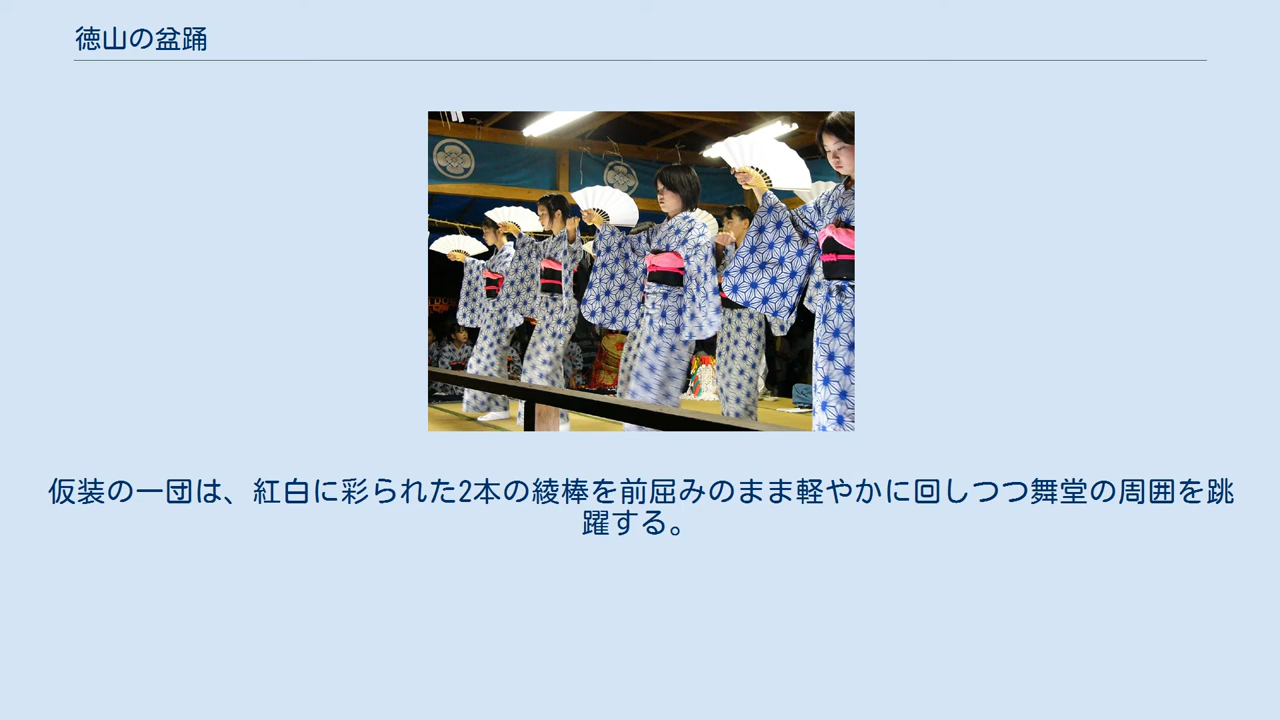 徳山の盆踊
仮装の一団は、紅白に彩られた2本の綾棒を前屈みのまま軽やかに回しつつ舞堂の周囲を跳
躍する。